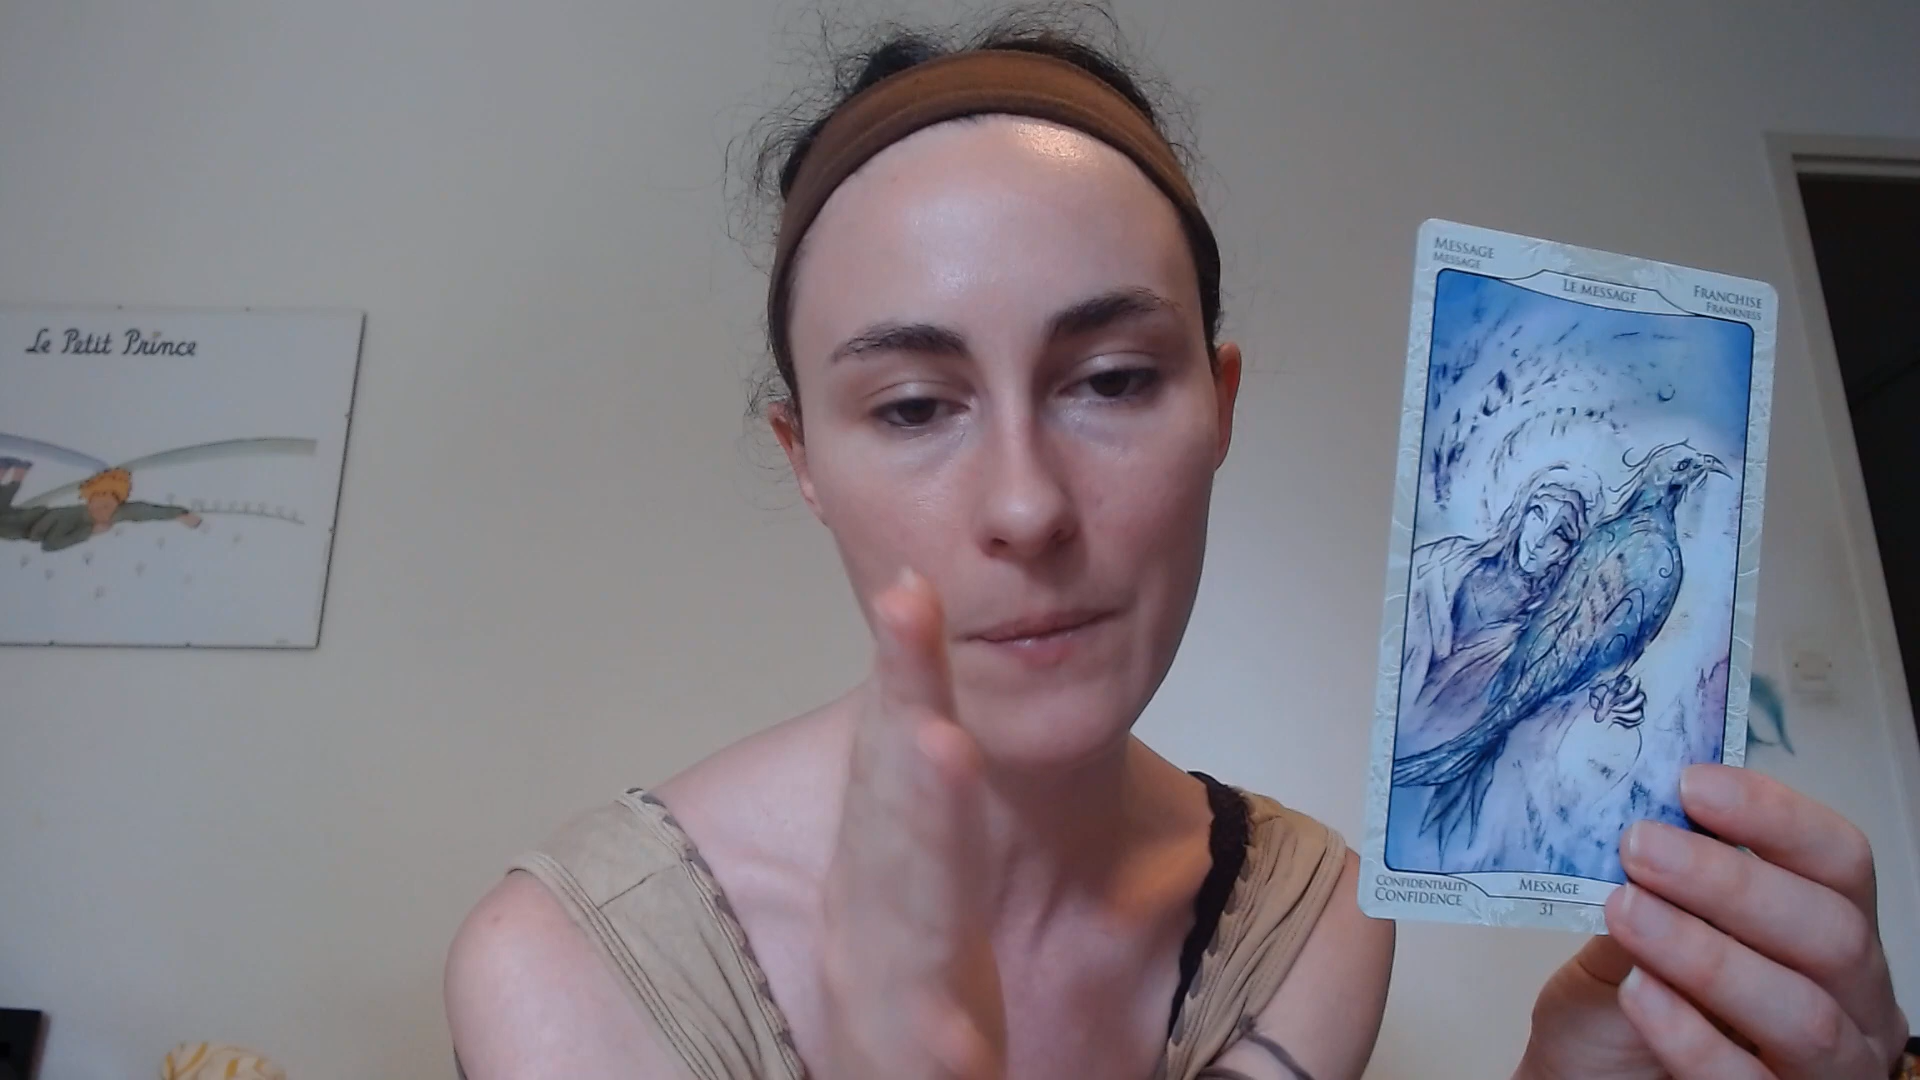 Le Petit Prince
MESSAGE
MESSAGE
LE MESSAGE
FRANCHISE
FRANKNESS
CONFIDENTIALITY
CONFIDENCE
MESSAGE
31